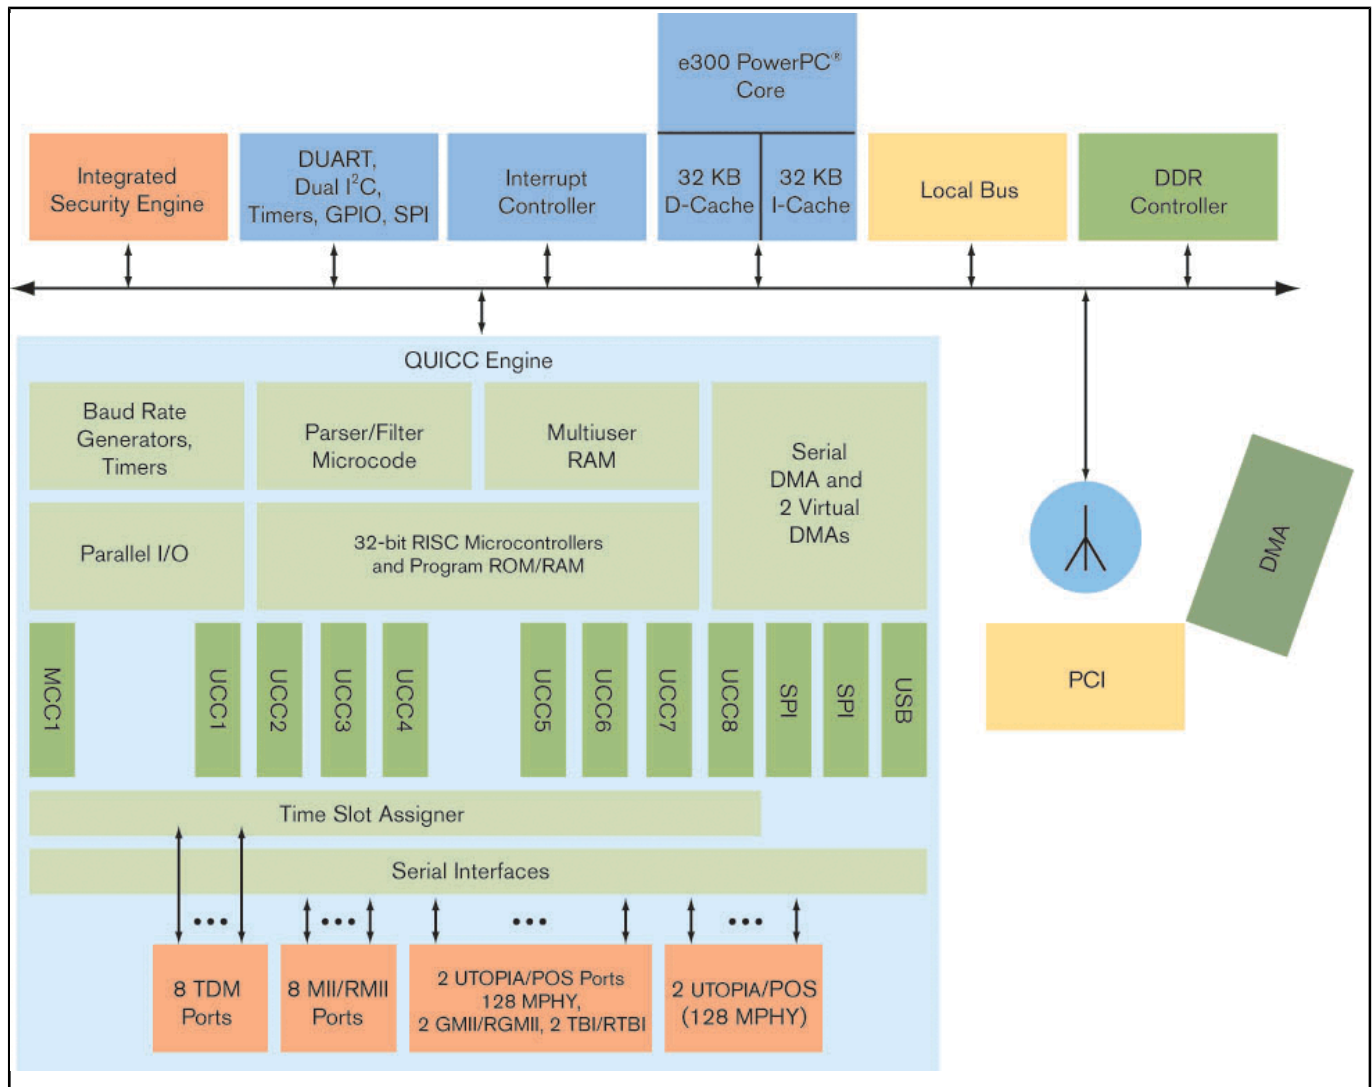 e300 PowerPC®
Core
Integrated
Security Engine
DUART,
Dual I²C,
Timers, GPIO, SPI
Interrupt
Controller
32 KB
D-Cache
32 KB
I-Cache
Local Bus
DDR
Controller
QUICC Engine
Baud Rate
Generators,
Timers
Parser/Filter
Microcode
Multiuser
RAM
Serial
DMA and
2 Virtual
DMAs
Parallel I/O
32-bit RISC Microcontrollers
and Program ROM/RAM
DMA
PCI
MCC1
UCC1
UCC2
UCC3
UCC4
UCC5
UCC6
UCC7
UCC8
SPI
SPI
USB
Time Slot Assigner
Serial Interfaces
8 TDM
Ports
8 MII/RMII
Ports
2 UTOPIA/POS Ports
128 MPHY,
2 GMII/RGMII, 2 TBI/RTBI
2 UTOPIA/POS
(128 MPHY)